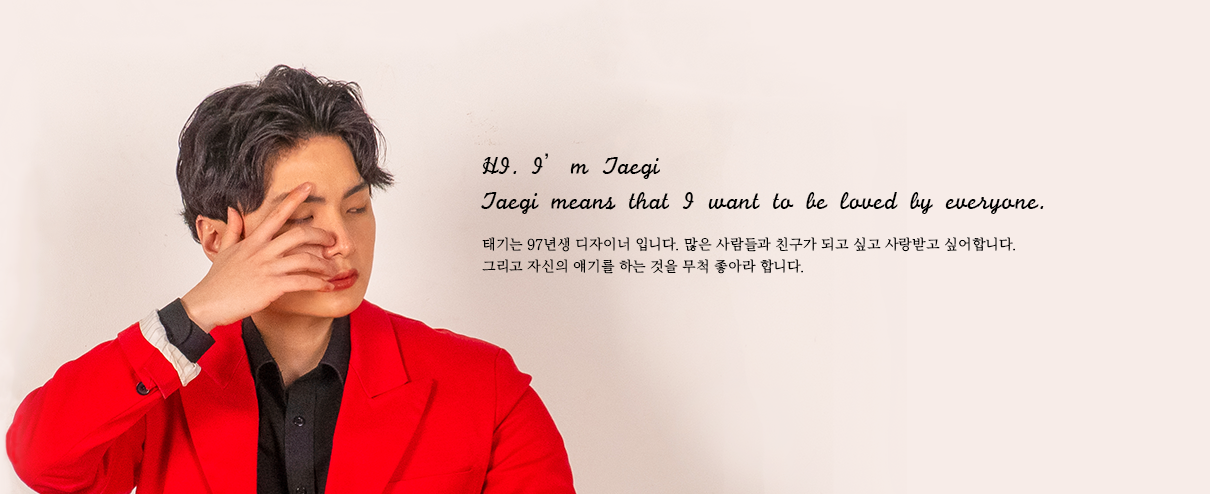 HI. I'm Taegi
Taegi means that I want to be loved by everyone.
태기는 97년생 디자이너 입니다. 많은 사람들과 친구가 되고 싶고 사랑받고 싶어합니다.
그리고 자신의 얘기를 하는 것을 무척 좋아라 합니다.